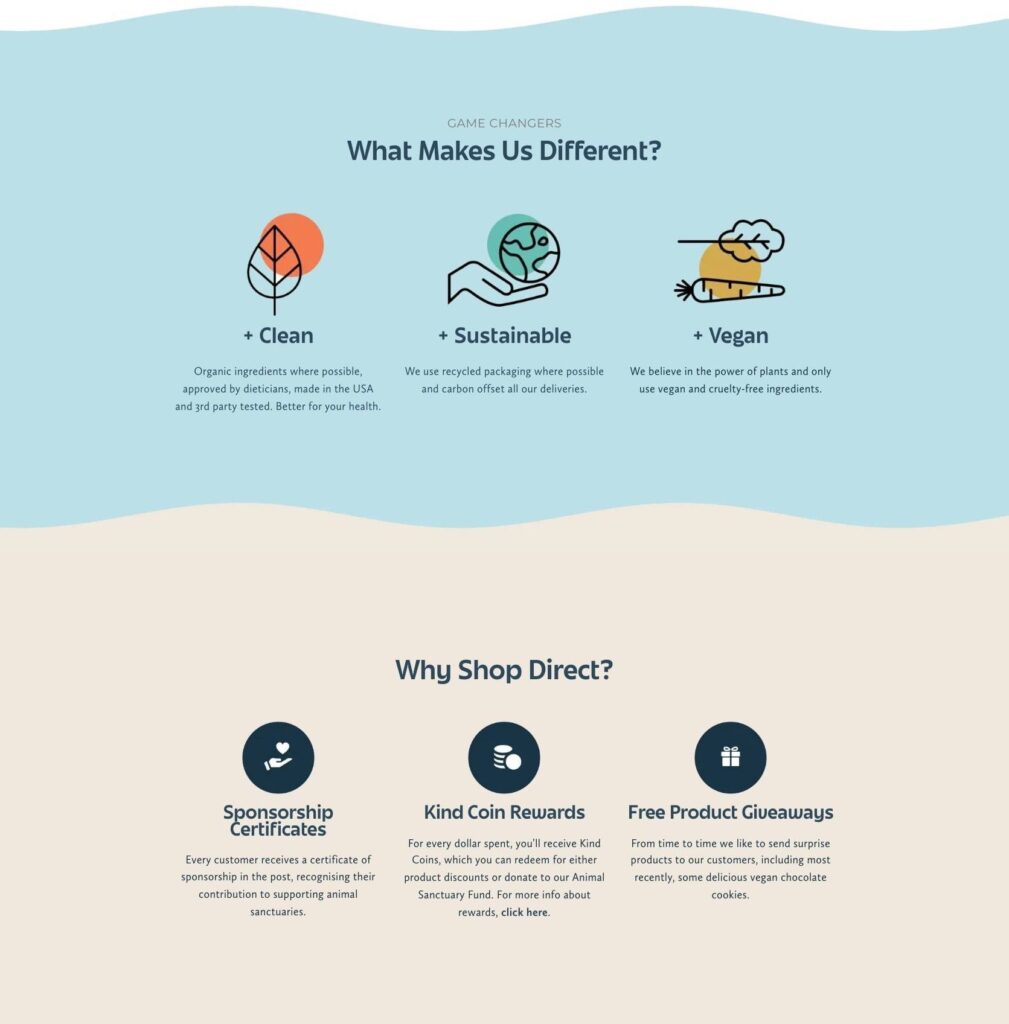 GAME CHANGERS
What Makes Us Different?
+ Clean
Organic ingredients where possible,
approved by dieticians, made in the USA
and 3rd party tested. Better for your health.
+ Sustainable
We use recycled packaging where possible
and carbon offset all our deliveries.
+ Vegan
We believe in the power of plants and only
use vegan and cruelty-free ingredients.
Why Shop Direct?
Sponsorship
Certificates
Every customer receives a certificate of
sponsorship in the post, recognising their
contribution to supporting animal
sanctuaries.
Kind Coin Rewards
For every dollar spent, you'll receive Kind
Coins, which you can redeem for either
product discounts or donate to our Animal
Sanctuary Fund. For more info about
rewards, click here.
Free Product Giveaways
From time to time we like to send surprise
products to our customers, including most
recently, some delicious vegan chocolate
cookies.